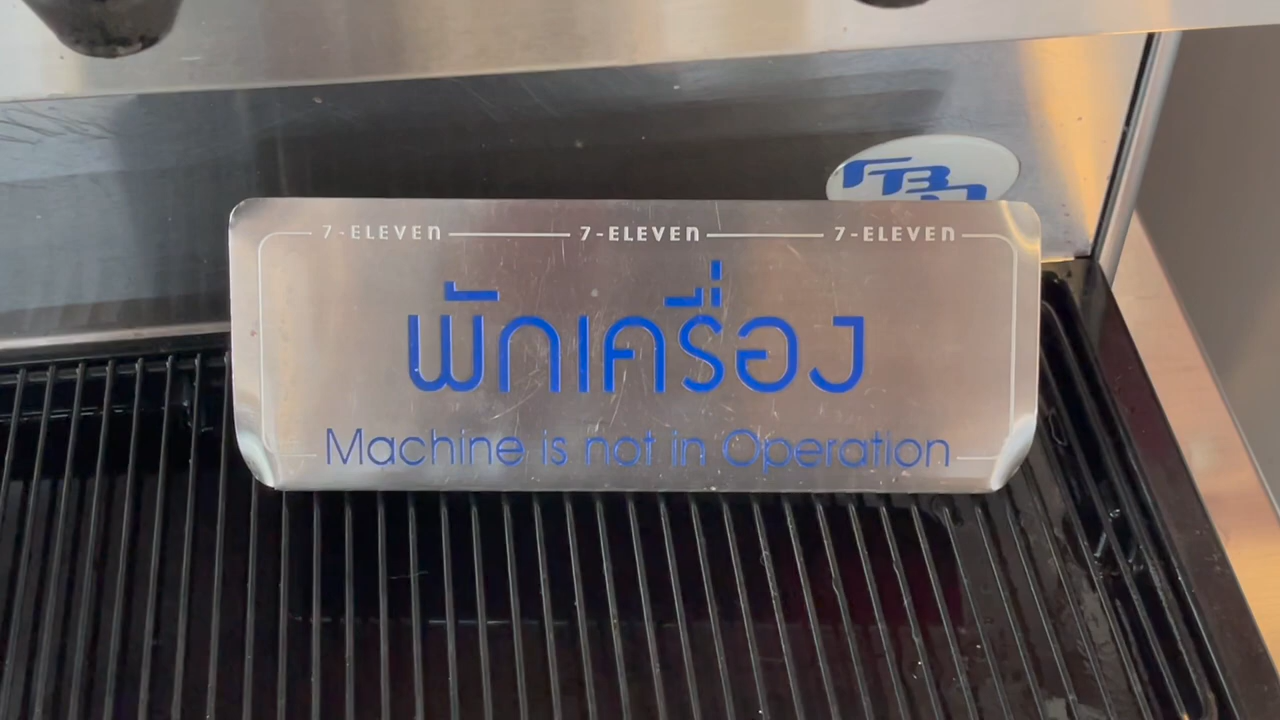 7-ELEVEn 7-ELEVEn 7-ELEVEn
พักเครื่อง
Machine is not in Operation